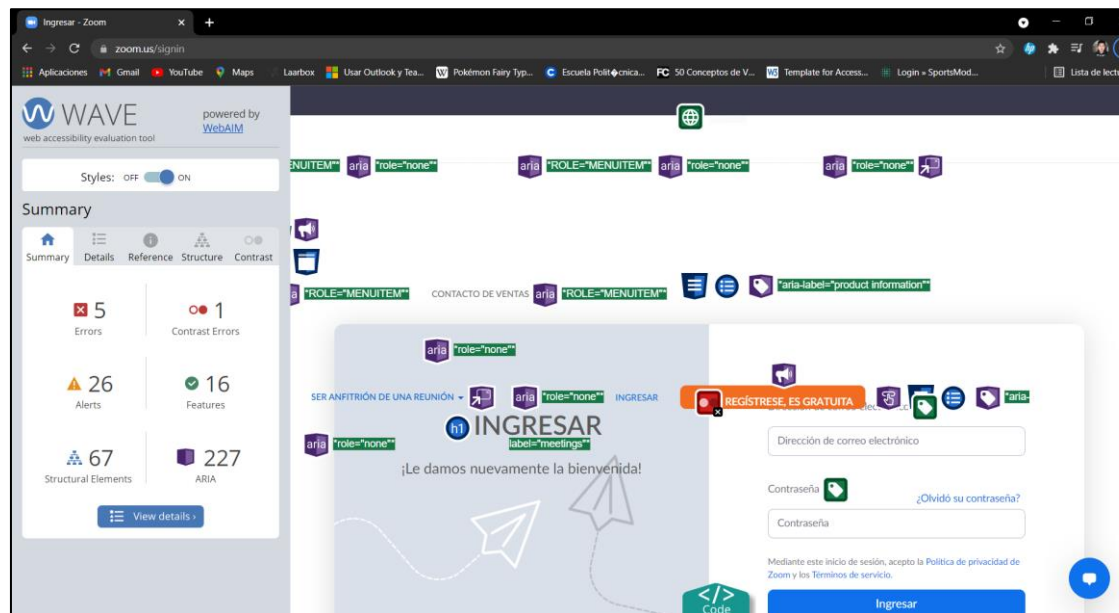 Ingresar - Zoom
zoom.us/signin
Aplicaciones Gmail YouTube Maps Laarbox Usar Outlook y Tea... Pokémon Fairy Typ... Escuela Polit�cnica... FC 50 Conceptos de V... Template for Access... Login « SportsMod... Lista de lect
WAVE
web accessibility evaluation tool
powered by
WebAIM
Styles: OFF ON
Summary
Summary Details Reference Structure Contrast
5
Errors
1
Contrast Errors
26
Alerts
16
Features
67
Structural Elements
227
ARIA
View details ›
ENUITEM"* aria *role="none"* aria *ROLE="MENUITEM"* aria *role="none"* aria *role="none"*
*ROLE="MENUITEM"* CONTACTO DE VENTAS aria *ROLE="MENUITEM"* *aria-label="product information"*
aria *role="none"*
SER ANFITRIÓN DE UNA REUNIÓN aria *role="none"* INGRESAR REGÍSTRESE, ES GRATUITA *aria-
h1 INGRESAR
aria *role="none"* label="meetings"*
¡Le damos nuevamente la bienvenida!
Dirección de correo electrónico
Contraseña
¿Olvidó su contraseña?
Contraseña
Mediante este inicio de sesión, acepto la Política de privacidad de
Zoom y los Términos de servicio.
</>
Code
Ingresar